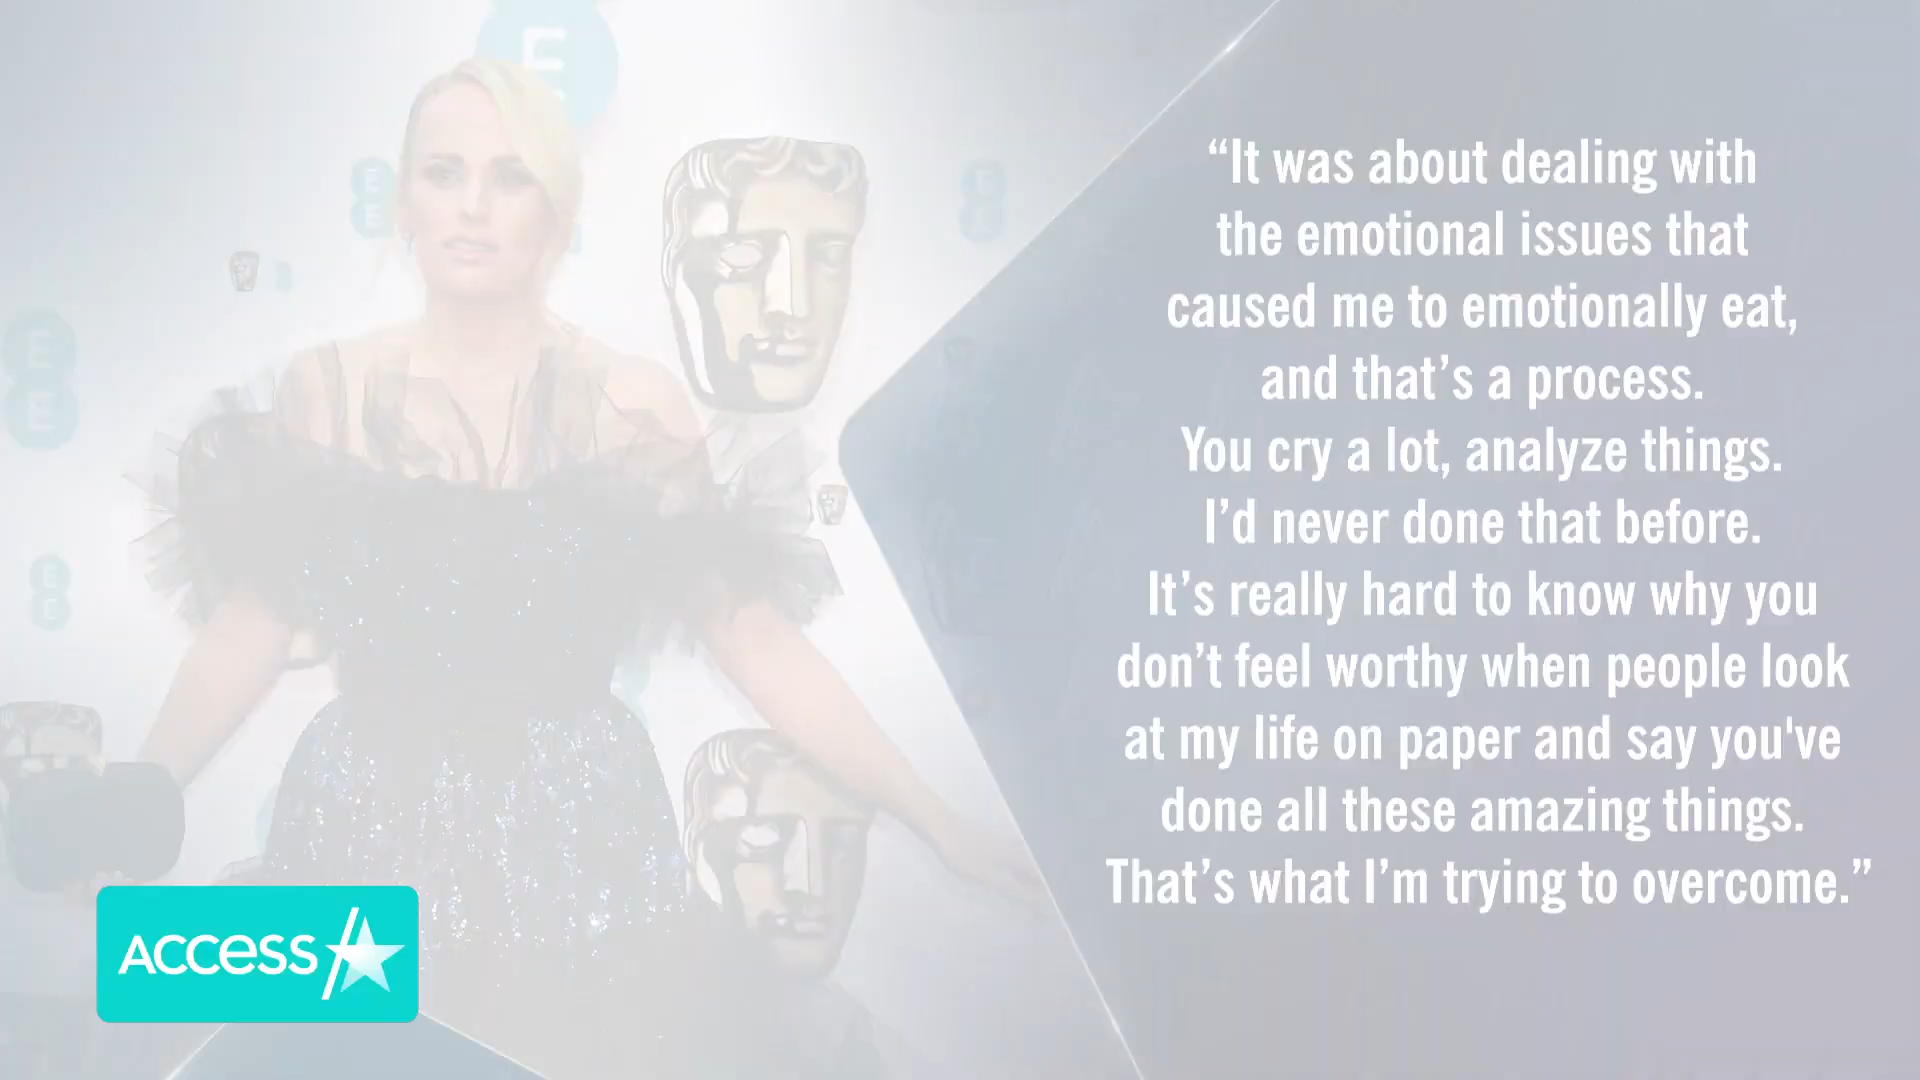 E
E
E
E
E
E
E
E
E
E
“It was about dealing with
the emotional issues that
caused me to emotionally eat,
and that’s a process.
You cry a lot, analyze things.
I’d never done that before.
It’s really hard to know why you
don’t feel worthy when people look
at my life on paper and say you've
done all these amazing things.
That’s what I’m trying to overcome.”
ACCESS